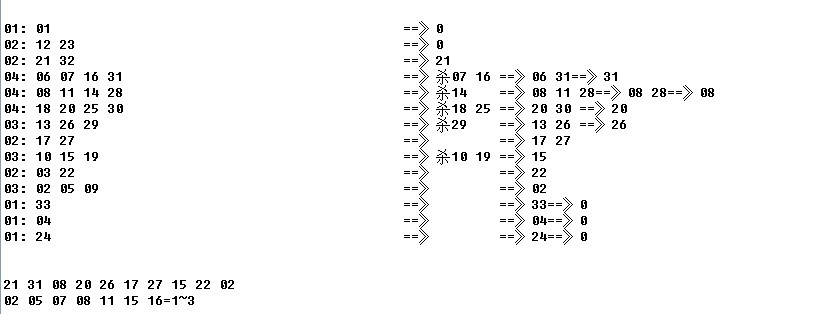 01: 01 ==》 0
02: 12 23 ==》 0
02: 21 32 ==》 21
04: 06 07 16 31 ==》 杀07 16 ==》 06 31==》 31
04: 08 11 14 28 ==》 杀14 ==》 08 11 28==》 08 28==》 08
04: 18 20 25 30 ==》 杀18 25 ==》 20 30 ==》 20
03: 13 26 29 ==》 杀29 ==》 13 26 ==》 26
02: 17 27 ==》 ==》 17 27
03: 10 15 19 ==》 杀10 19 ==》 15
02: 03 22 ==》 ==》 22
03: 02 05 09 ==》 ==》 02
01: 33 ==》 ==》 33==》 0
01: 04 ==》 ==》 04==》 0
01: 24 ==》 ==》 24==》 0
21 31 08 20 26 17 27 15 22 02
02 05 07 08 11 15 16=1~3